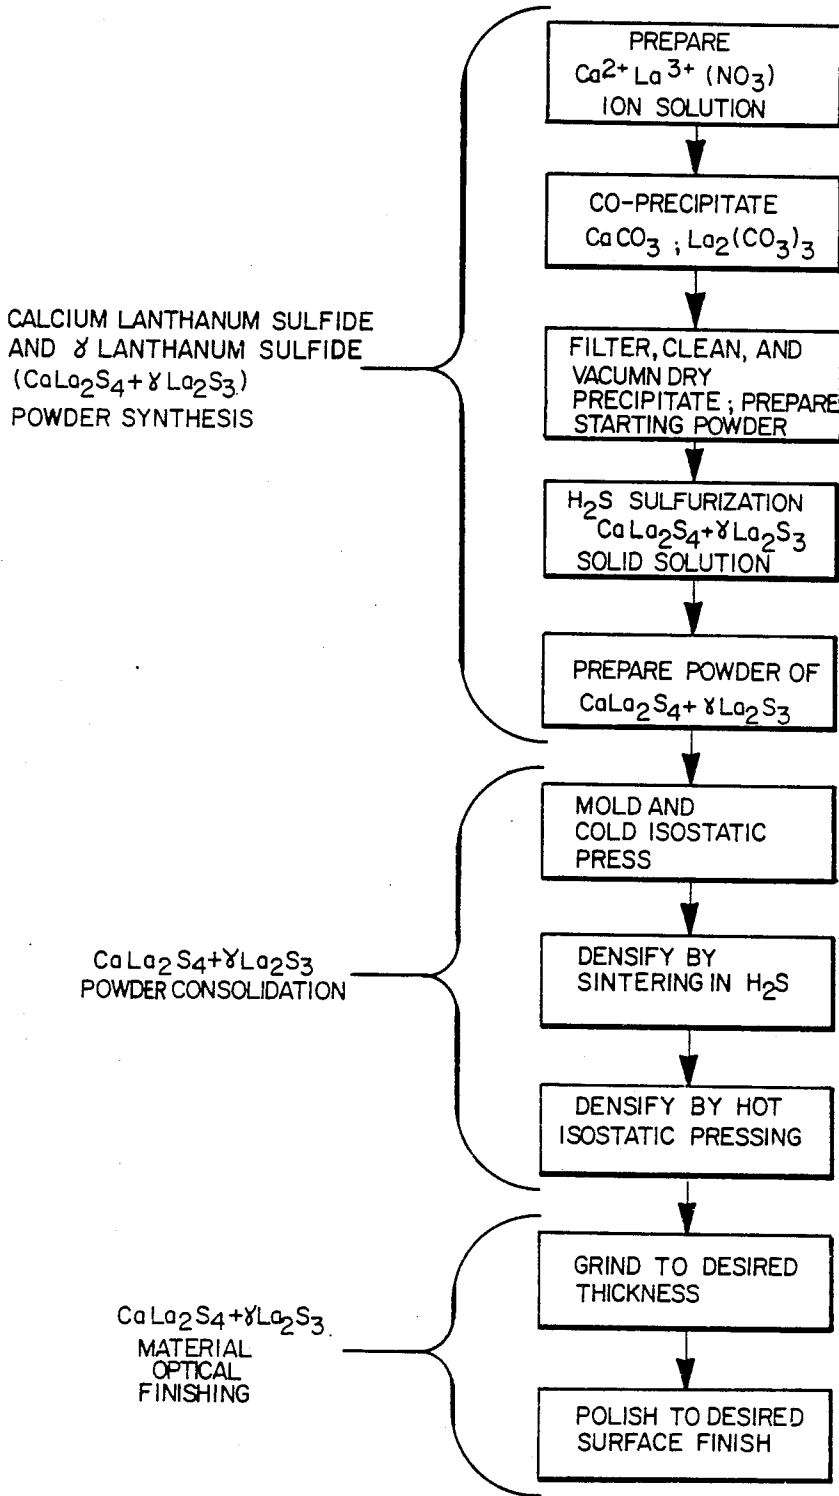 PREPARE
Ca2+ La3+ (NO3)
ION SOLUTION
CO-PRECIPITATE
CaCO3 ; La2(CO3)3
CALCIUM LANTHANUM SULFIDE
AND γ LANTHANUM SULFIDE
(CaLa2S4+γLa2S3)
POWDER SYNTHESIS
FILTER, CLEAN, AND
VACUMN DRY
PRECIPITATE ; PREPARE
STARTING POWDER
H2S SULFURIZATION
CaLa2S4+γLa2S3
SOLID SOLUTION
PREPARE POWDER OF
CaLa2S4+γLa2S3
MOLD AND
COLD ISOSTATIC
PRESS
CaLa2S4+γLa2S3
POWDER CONSOLIDATION
DENSIFY BY
SINTERING IN H2S
DENSIFY BY HOT
ISOSTATIC PRESSING
GRIND TO DESIRED
THICKNESS
CaLa2S4+γLa2S3
MATERIAL
OPTICAL
FINISHING
POLISH TO DESIRED
SURFACE FINISH